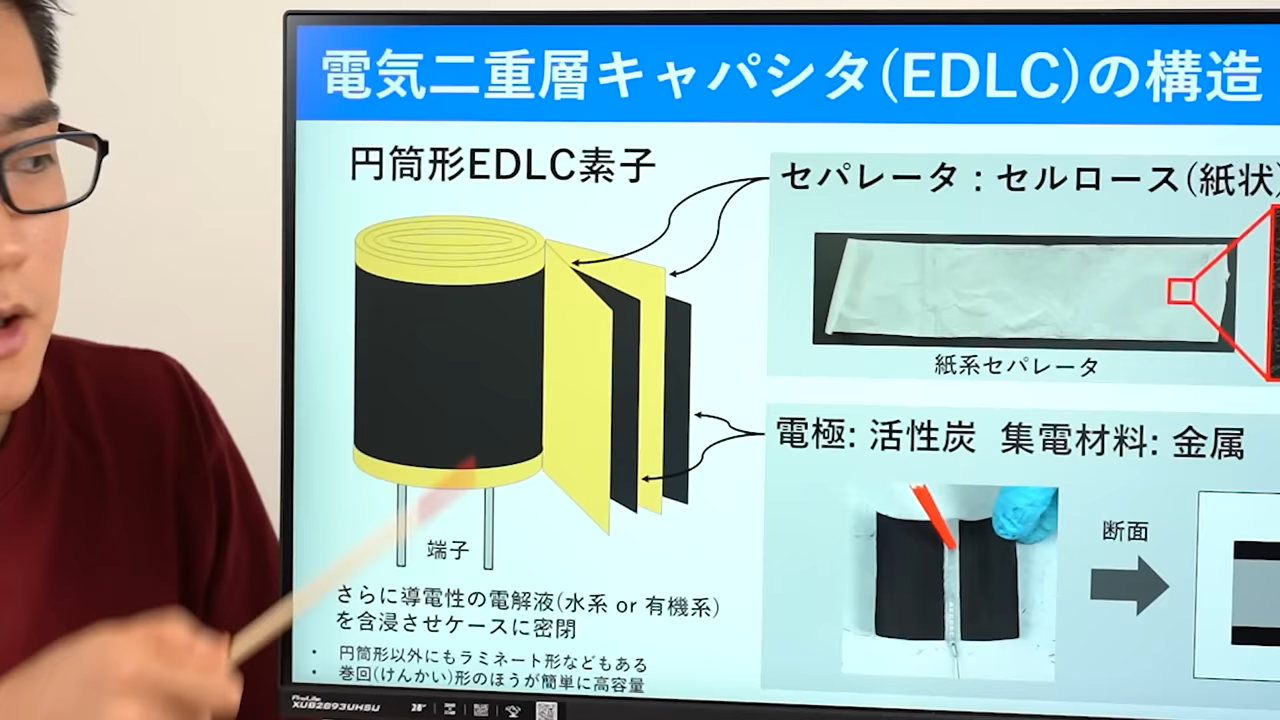 電気二重層キャパシタ(EDLC)の構造
円筒形EDLC素子
セパレータ : セルロース(紙状)
紙系セパレータ
電極: 活性炭 集電材料: 金属
断面
端子
さらに導電性の電解液(水系 or 有機系)
を含浸させケースに密閉
・ 円筒形以外にもラミネート形などもある
・ 巻回(けんかい)形のほうが簡単に高容量
ProLite
XUB2893UHSU